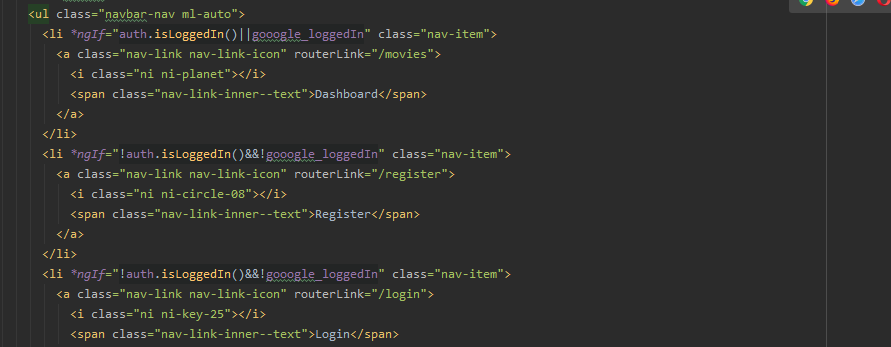 <ul class="navbar-nav ml-auto">
<li *ngIf="auth.isLoggedIn()||gooogle_loggedIn" class="nav-item">
<a class="nav-link nav-link-icon" routerLink="/movies">
<i class="ni ni-planet"></i>
<span class="nav-link-inner--text">Dashboard</span>
</a>
</li>
<li *ngIf="!auth.isLoggedIn()&&!gooogle_loggedIn" class="nav-item">
<a class="nav-link nav-link-icon" routerLink="/register">
<i class="ni ni-circle-08"></i>
<span class="nav-link-inner--text">Register</span>
</a>
</li>
<li *ngIf="!auth.isLoggedIn()&&!gooogle_loggedIn" class="nav-item">
<a class="nav-link nav-link-icon" routerLink="/login">
<i class="ni ni-key-25"></i>
<span class="nav-link-inner--text">Login</span>